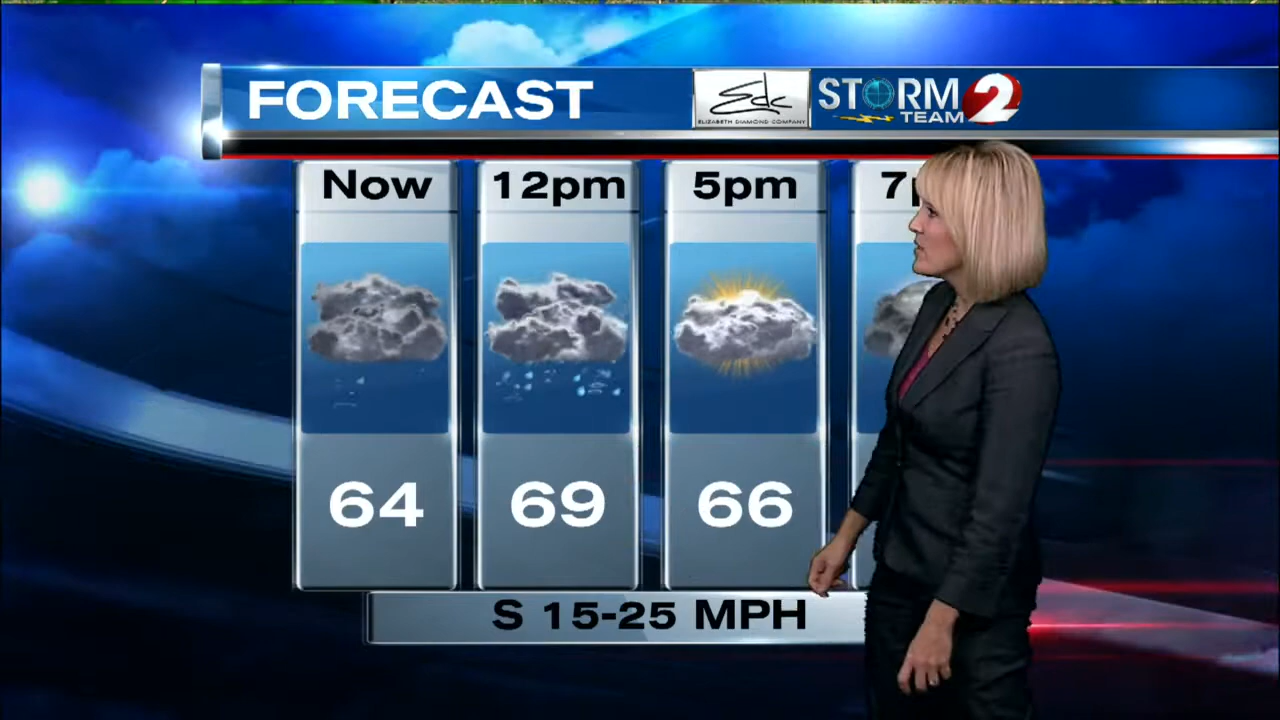 FORECAST
Edc
ELIZABETH DIAMOND COMPANY
STORM
TEAM 2
Now
12pm
5pm
64
69
66
S 15-25 MPH